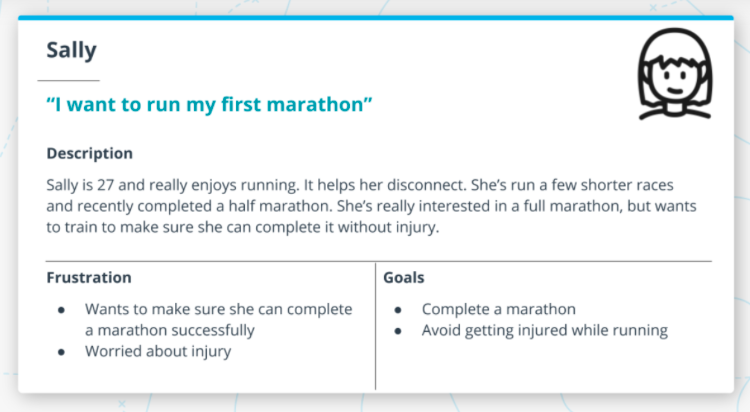 Sally
“I want to run my first marathon”
Description
Sally is 27 and really enjoys running. It helps her disconnect. She’s run a few shorter races
and recently completed a half marathon. She’s really interested in a full marathon, but wants
to train to make sure she can complete it without injury.
Frustration
● Wants to make sure she can complete
a marathon successfully
● Worried about injury
Goals
● Complete a marathon
● Avoid getting injured while running